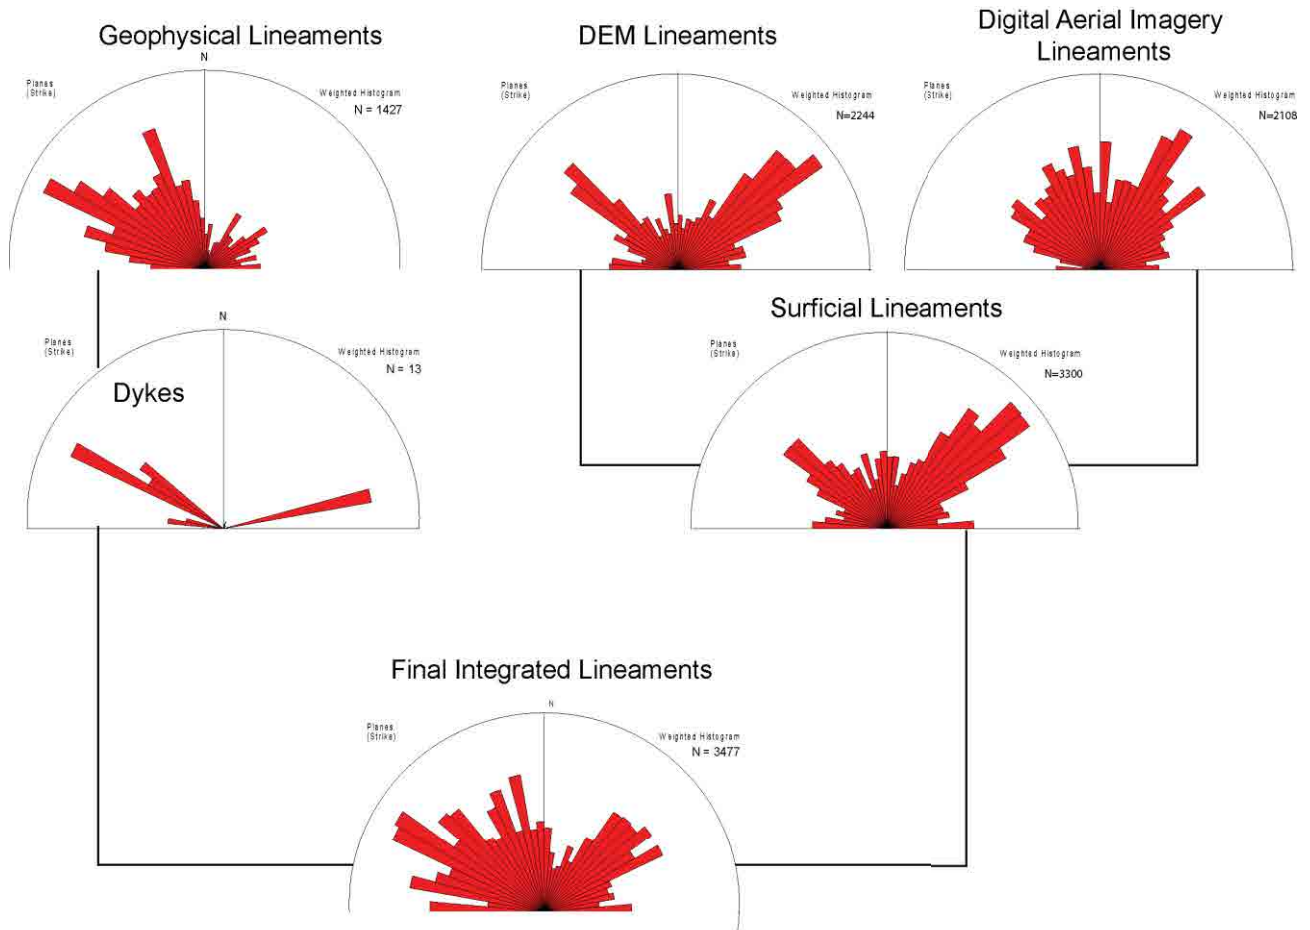 Geophysical Lineaments
N
Planes
(Strike)
Weighted Histogram
N = 1427
DEM Lineaments
Planes
(Strike)
Weighted Histogram
N=2244
Digital Aerial Imagery
Lineaments
Planes
(Strike)
Weighted Histogram
N=2108
N
Planes
(Strike)
Weighted Histogram
N = 13
Dykes
Surficial Lineaments
Planes
(Strike)
Weighted Histogram
N=3300
Final Integrated Lineaments
N
Planes
(Strike)
Weighted Histogram
N = 3477